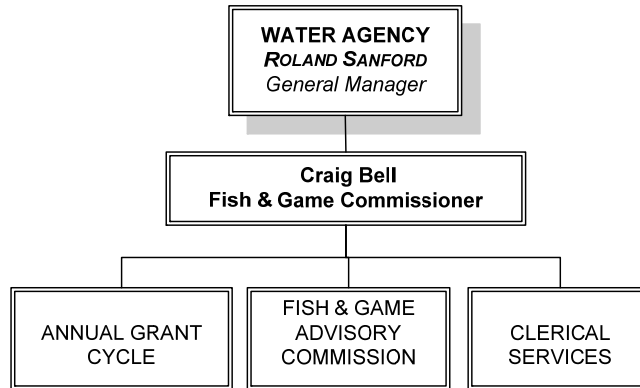 WATER AGENCY
ROLAND SANFORD
General Manager
Craig Bell
Fish & Game Commissioner
ANNUAL GRANT
CYCLE
FISH & GAME
ADVISORY
COMMISSION
CLERICAL
SERVICES